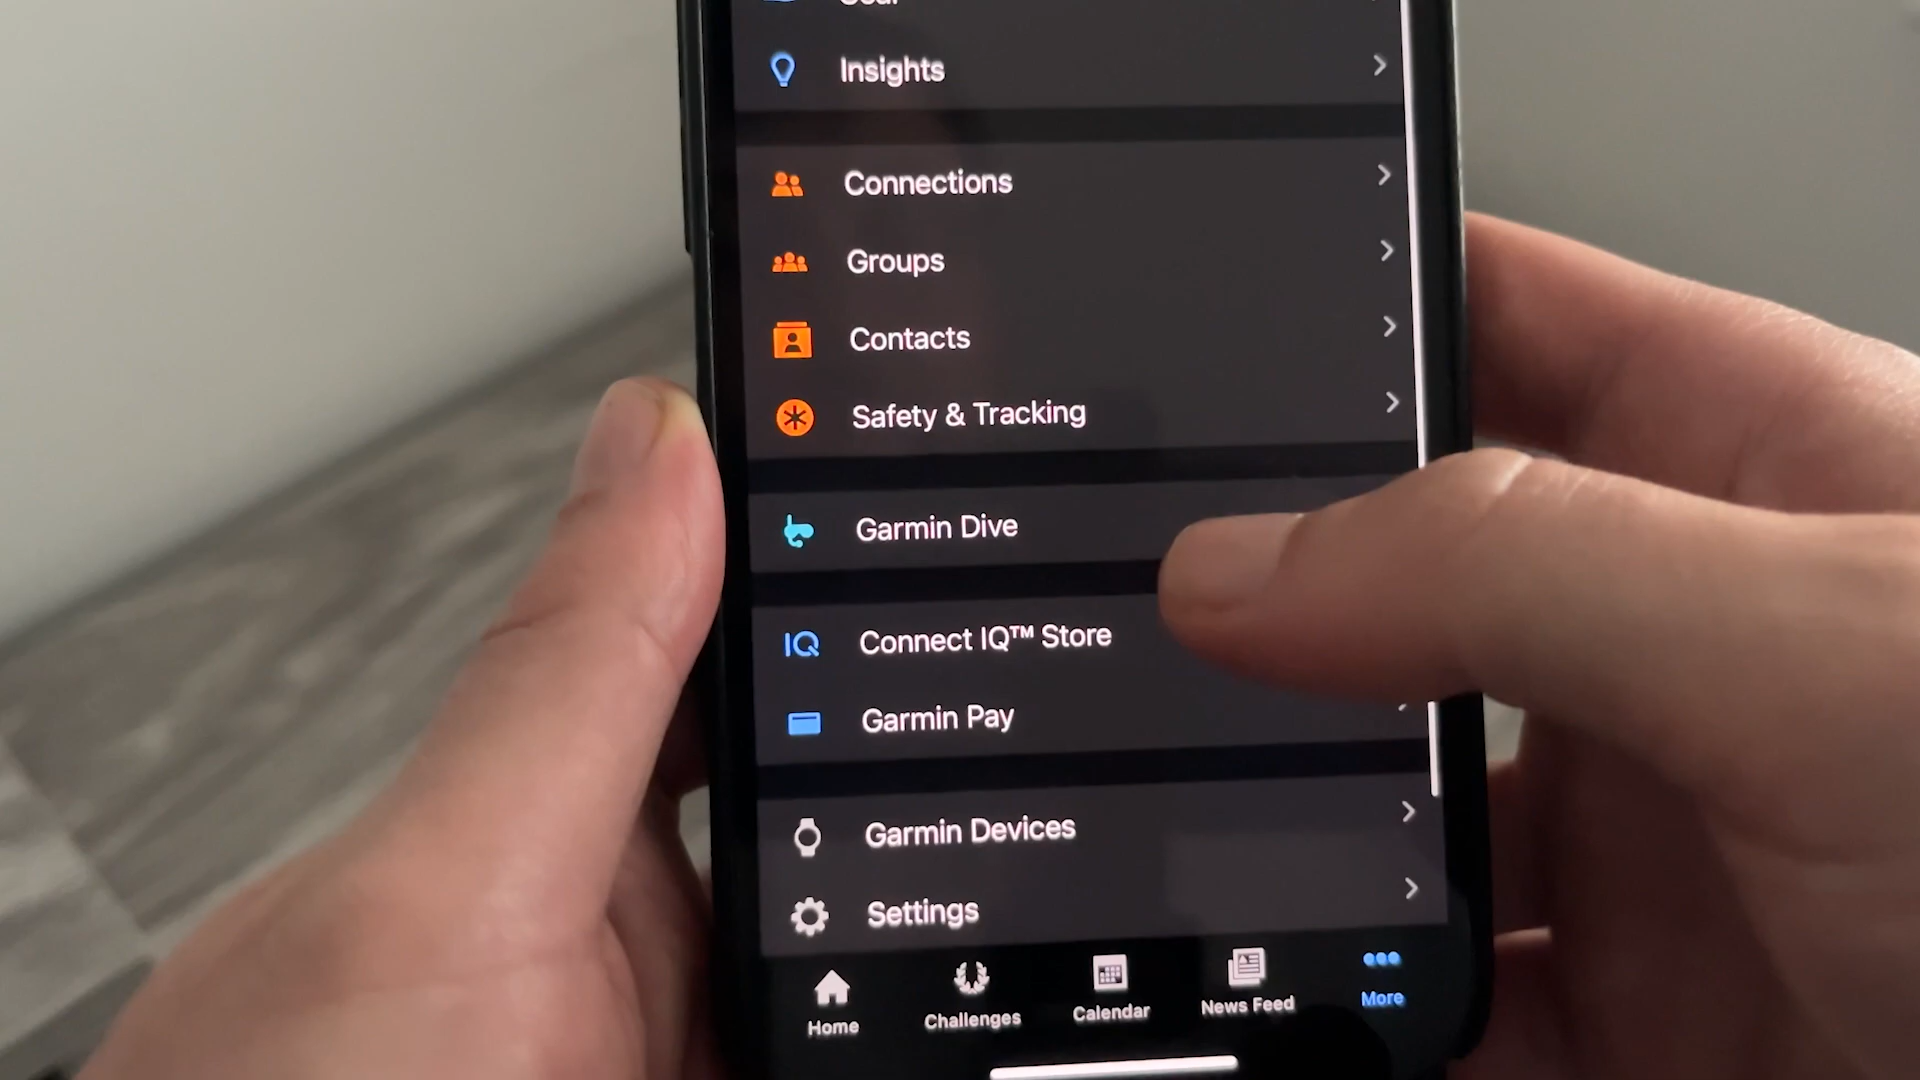 Insights
Connections
Groups
Contacts
Safety & Tracking
Garmin Dive
IQ
Connect IQ™ Store
Garmin Pay
Garmin Devices
Settings
Home
Challenges
Calendar
News Feed
More